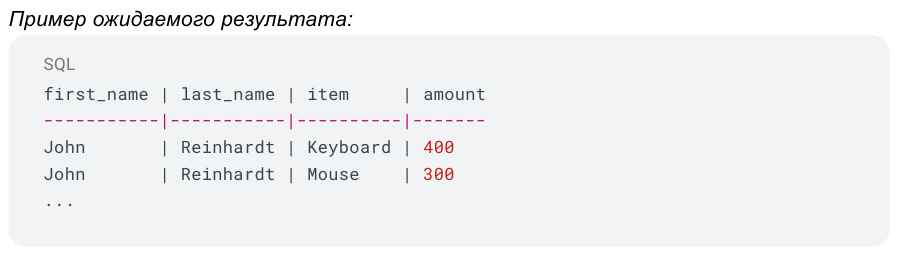 Пример ожидаемого результата:
SQL
first_name | last_name | item     | amount
-----------|-----------|----------|-------
John       | Reinhardt | Keyboard | 400
John       | Reinhardt | Mouse    | 300
...